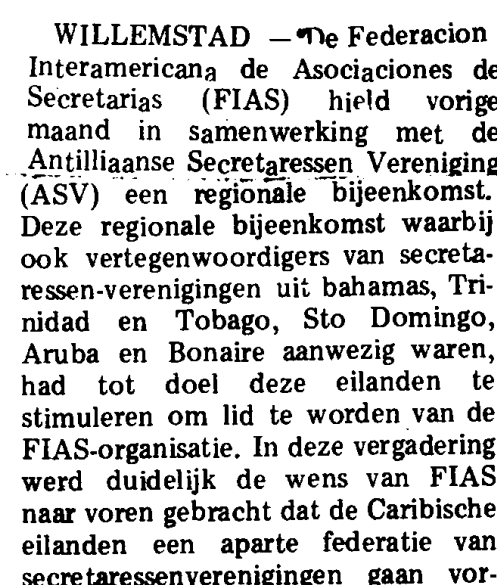 WILLEMSTAD — De Federacion
Interamericana de Asociaciones de
Secretarias (FIAS) hield vorige
maand in samenwerking met de
Antilliaanse Secretaressen Vereniging
(ASV) een regionale bijeenkomst.
Deze regionale bijeenkomst waarbij
ook vertegenwoordigers van secreta-
ressen-verenigingen uit bahamas, Tri-
nidad en Tobago, Sto Domingo,
Aruba en Bonaire aanwezig waren,
had tot doel deze eilanden te
stimuleren om lid te worden van de
FIAS-organisatie. In deze vergadering
werd duidelijk de wens van FIAS
naar voren gebracht dat de Caribische
eilanden een aparte federatie van
secretaressenverenigingen gaan vor-